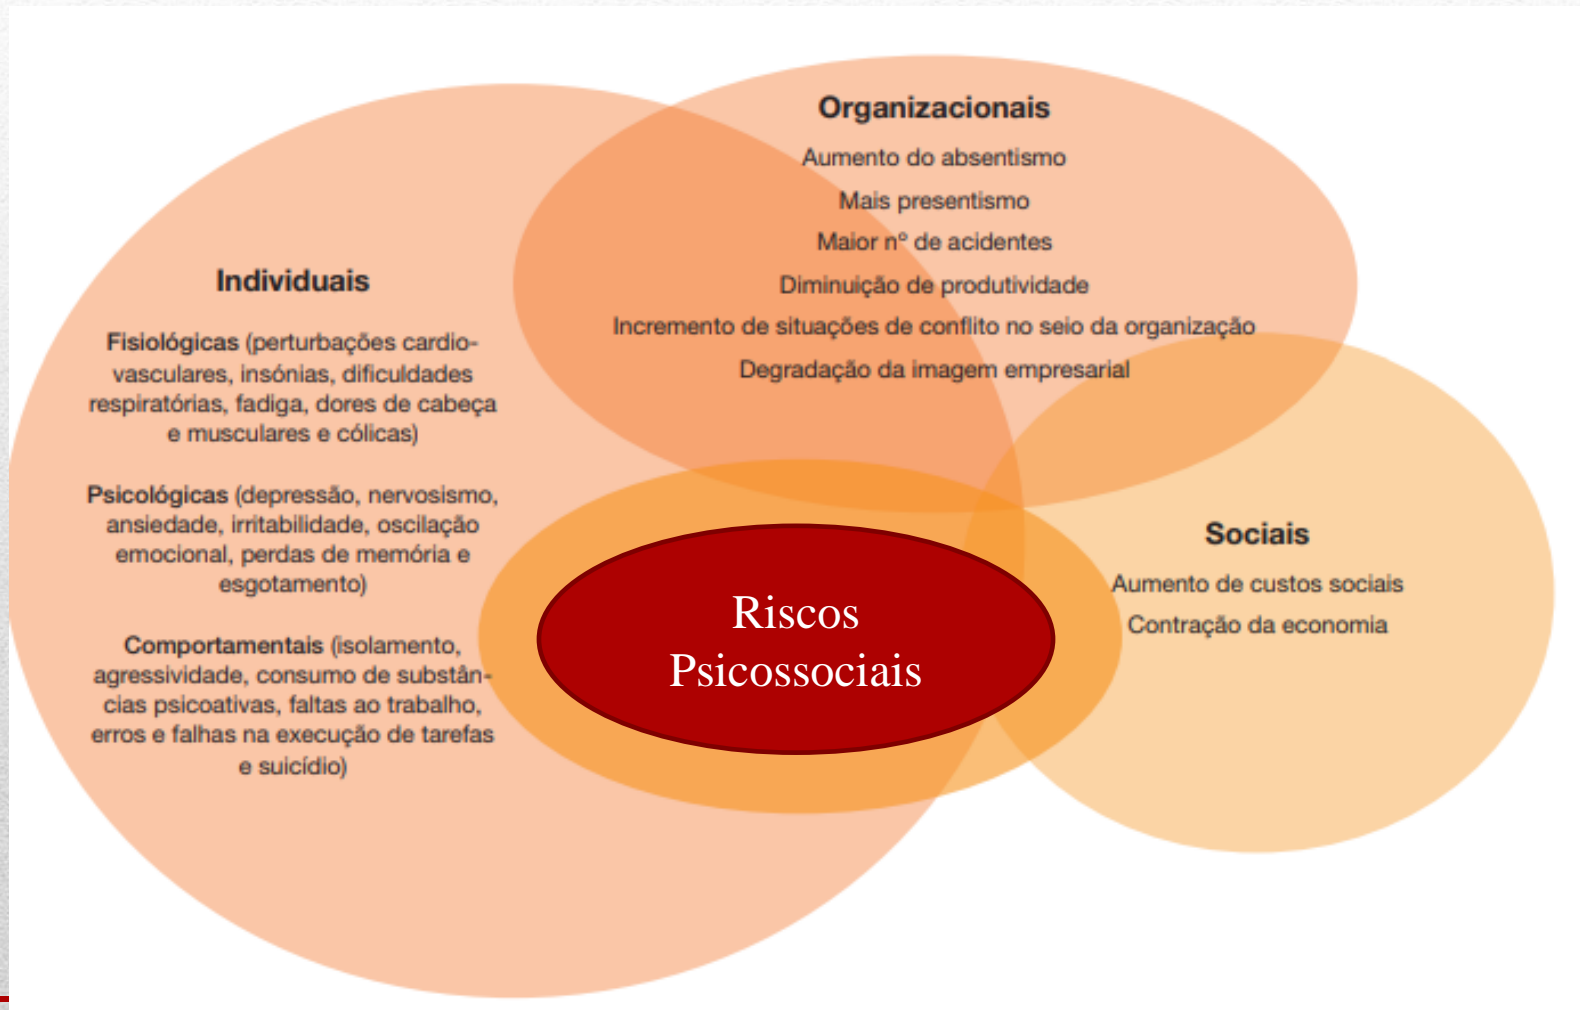 Organizacionais
Aumento do absentismo
Mais presentismo
Maior nº de acidentes
Diminuição de produtividade
Incremento de situações de conflito no seio da organização
Degradação da imagem empresarial
Individuais
Fisiológicas (perturbações cardio-
vasculares, insónias, dificuldades
respiratórias, fadiga, dores de cabeça
e musculares e cólicas)
Psicológicas (depressão, nervosismo,
ansiedade, irritabilidade, oscilação
emocional, perdas de memória e
esgotamento)
Comportamentais (isolamento,
agressividade, consumo de substân-
cias psicoativas, faltas ao trabalho,
erros e falhas na execução de tarefas
e suicídio)
Riscos
Psicossociais
Sociais
Aumento de custos sociais
Contração da economia